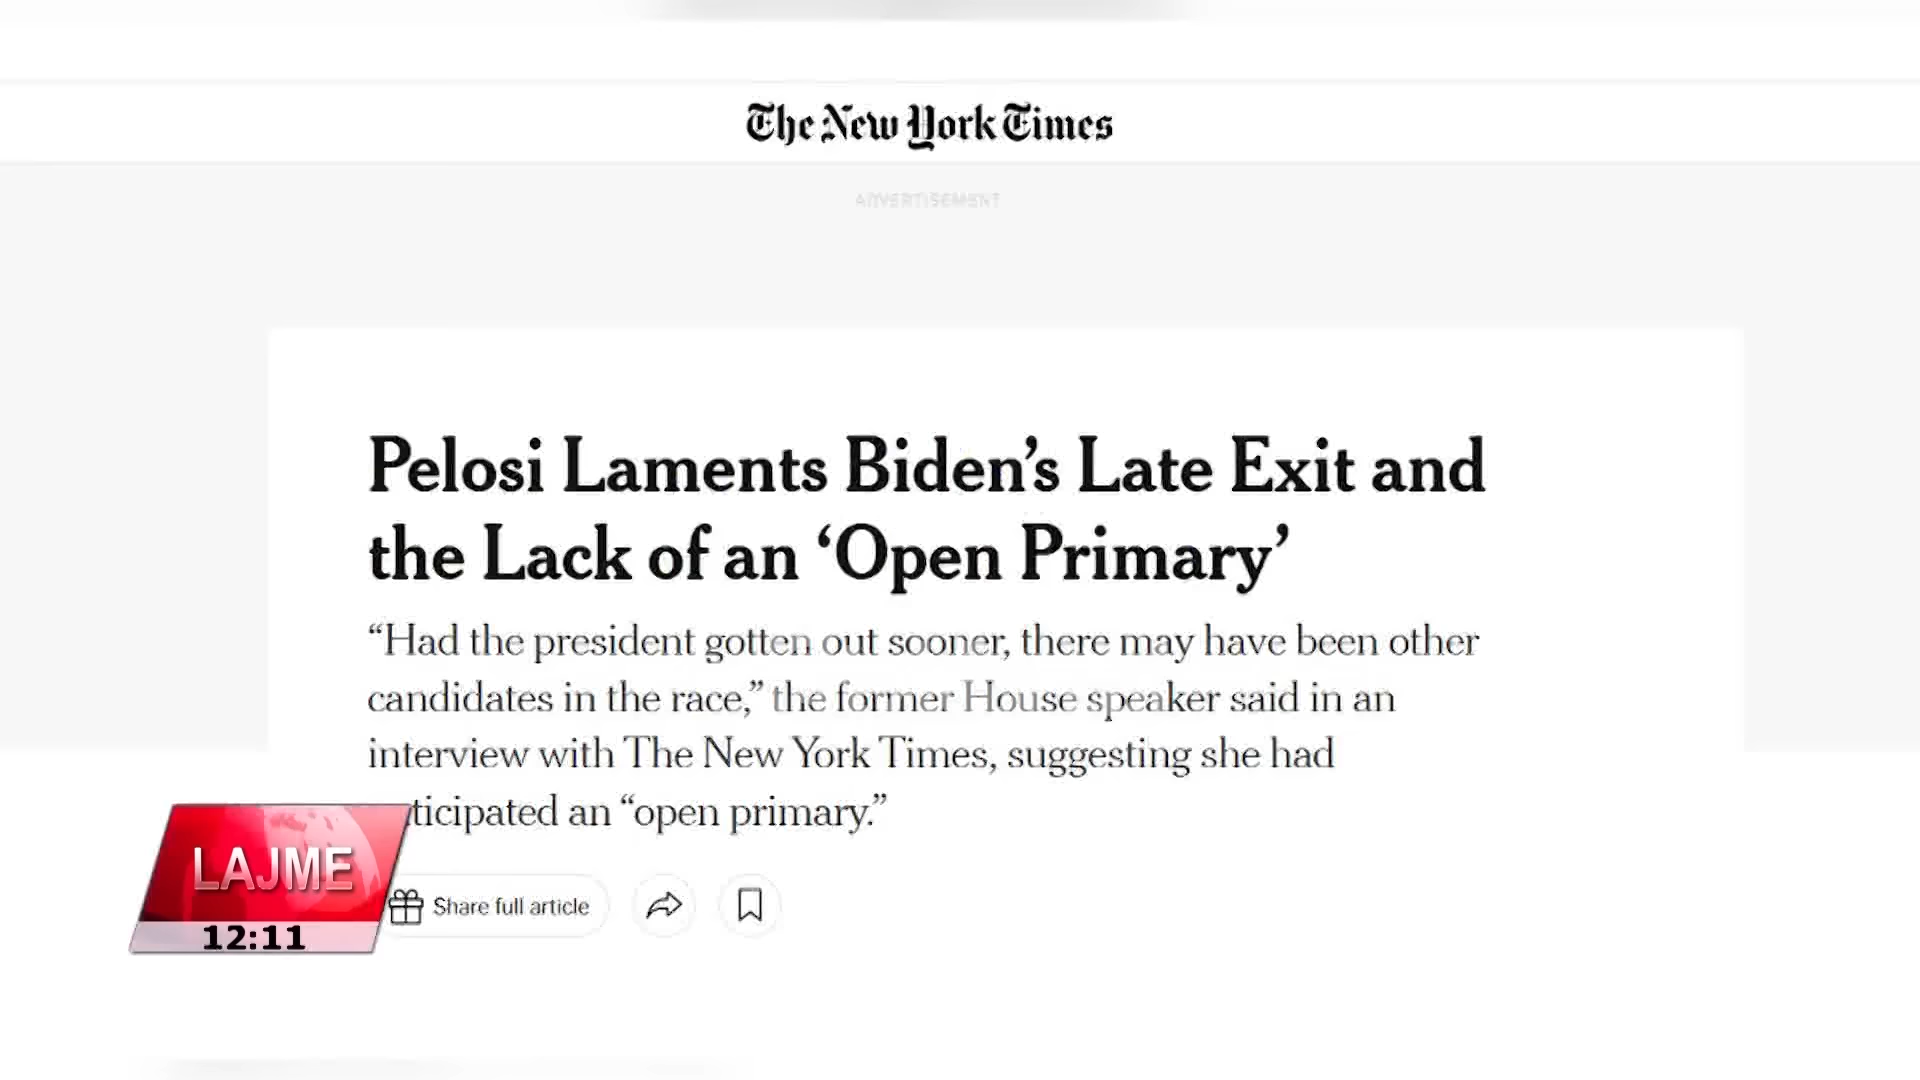 The New York Times
ADVERTISEMENT
Pelosi Laments Biden’s Late Exit and
the Lack of an ‘Open Primary’
“Had the president gotten out sooner, there may have been other
candidates in the race,” the former House speaker said in an
interview with The New York Times, suggesting she had
ticipated an “open primary.”
Share full article
LAJME
12:11